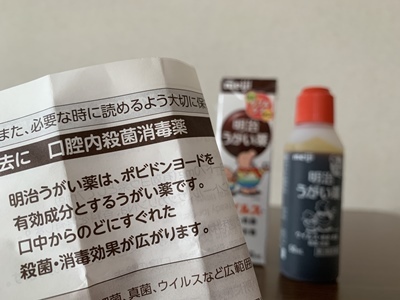 また、必要な時に読めるよう大切に保
去に 口腔内殺菌消毒薬
明治うがい薬は、ポビドンヨードを
有効成分とするうがい薬です。
口中からのどにすぐれた
殺菌・消毒効果が広がります。
菌、真菌、ウイルスなど広範囲
meiji
明治
うがい薬
meiji
明治
うがい薬